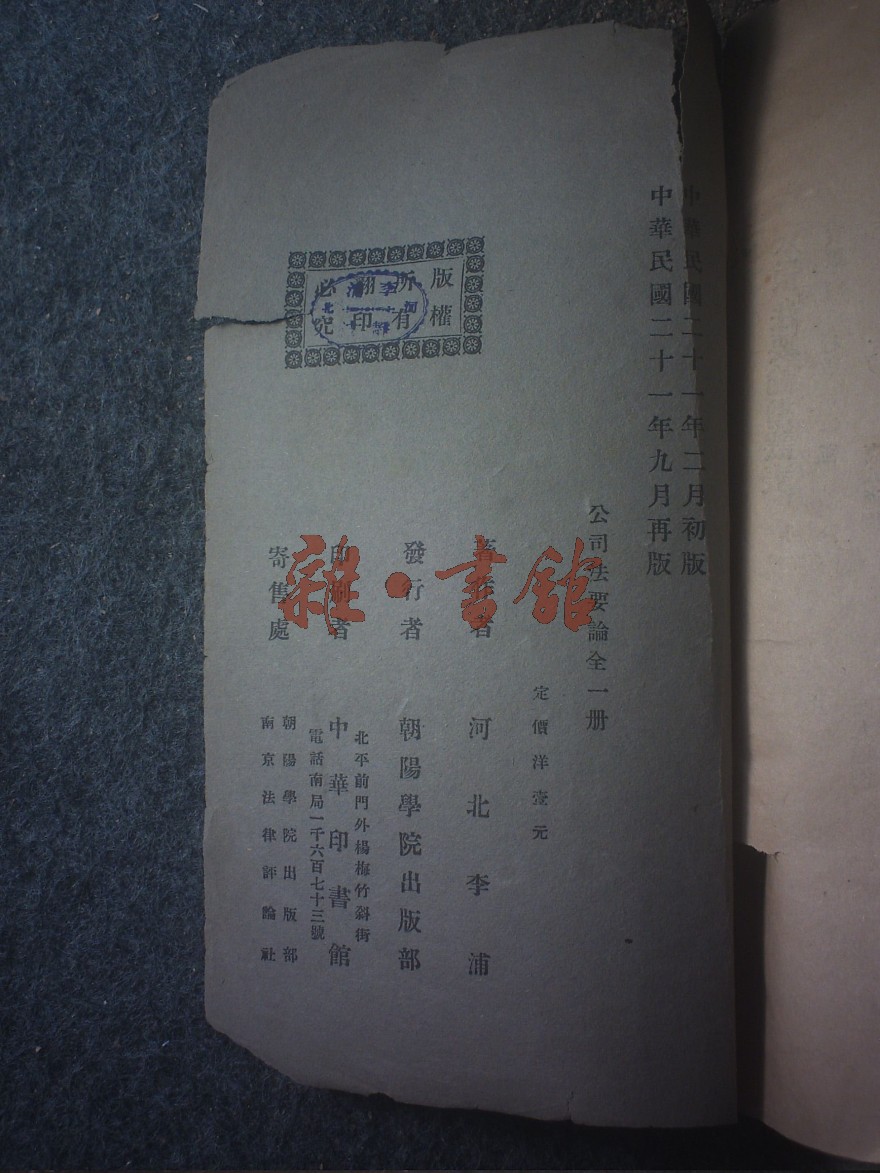 中華民國二十一年二月初版
中華民國二十一年九月再版
公司法要論全一册
定價洋壹元
著作者
河北李浦
發行者
朝陽學院出版部
印刷者
北平前門外楊梅竹斜街
中華印書館
電話南局一千六百七十三號
寄售處
朝陽學院出版部
南京法律評論社
版權
所有
翻印
必究
雜·書館